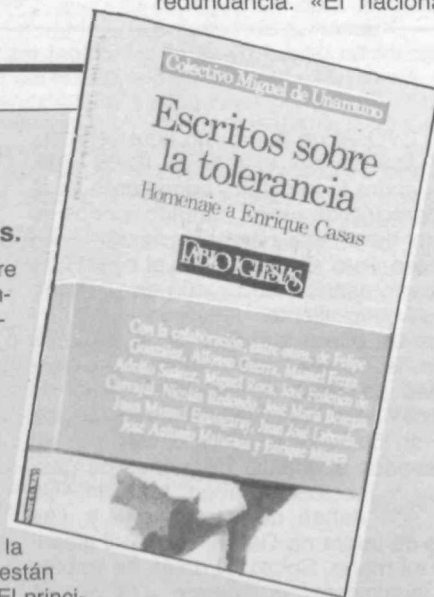 redundancia. «El naciona
s.
re
n-
-
la
están
El princi-
Colectivo Miguel de Unamuno
Escritos sobre
la tolerancia
Homenaje a Enrique Casas
PABLO IGLESIAS
Con la colaboración, entre otros, de Felipe
González, Alfonso Guerra, Manuel Fraga,
Adolfo Suárez, Miguel Roca, José Federico de
Carvajal, Nicolás Redondo, José María
Juan Manuel Eguiagaray, Juan José Laborda,
José Antonio Maturana y Enrique Múgica